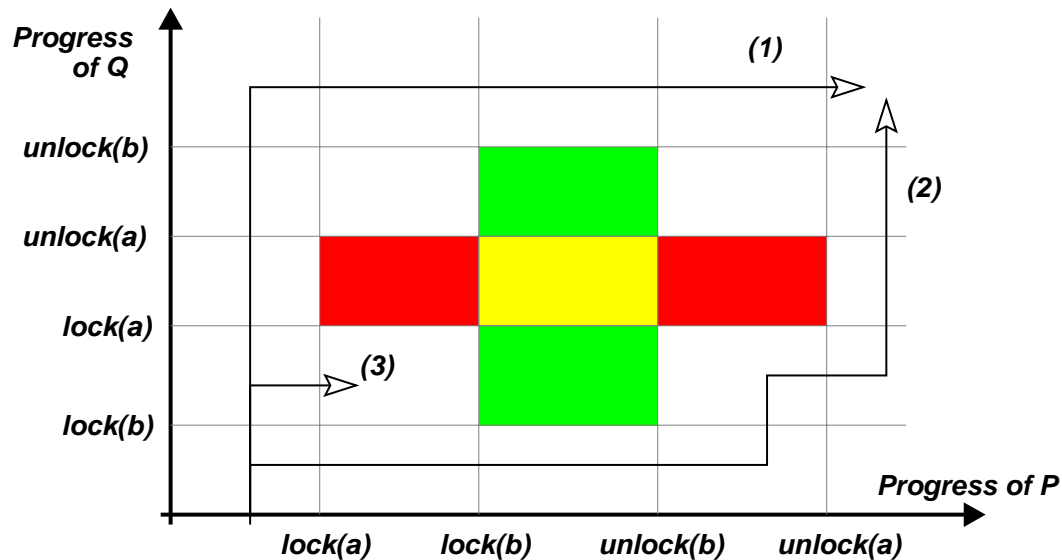 Progress
of Q
(1)
unlock(b)
(2)
unlock(a)
lock(a)
(3)
lock(b)
Progress of P
lock(a)
lock(b)
unlock(b)
unlock(a)